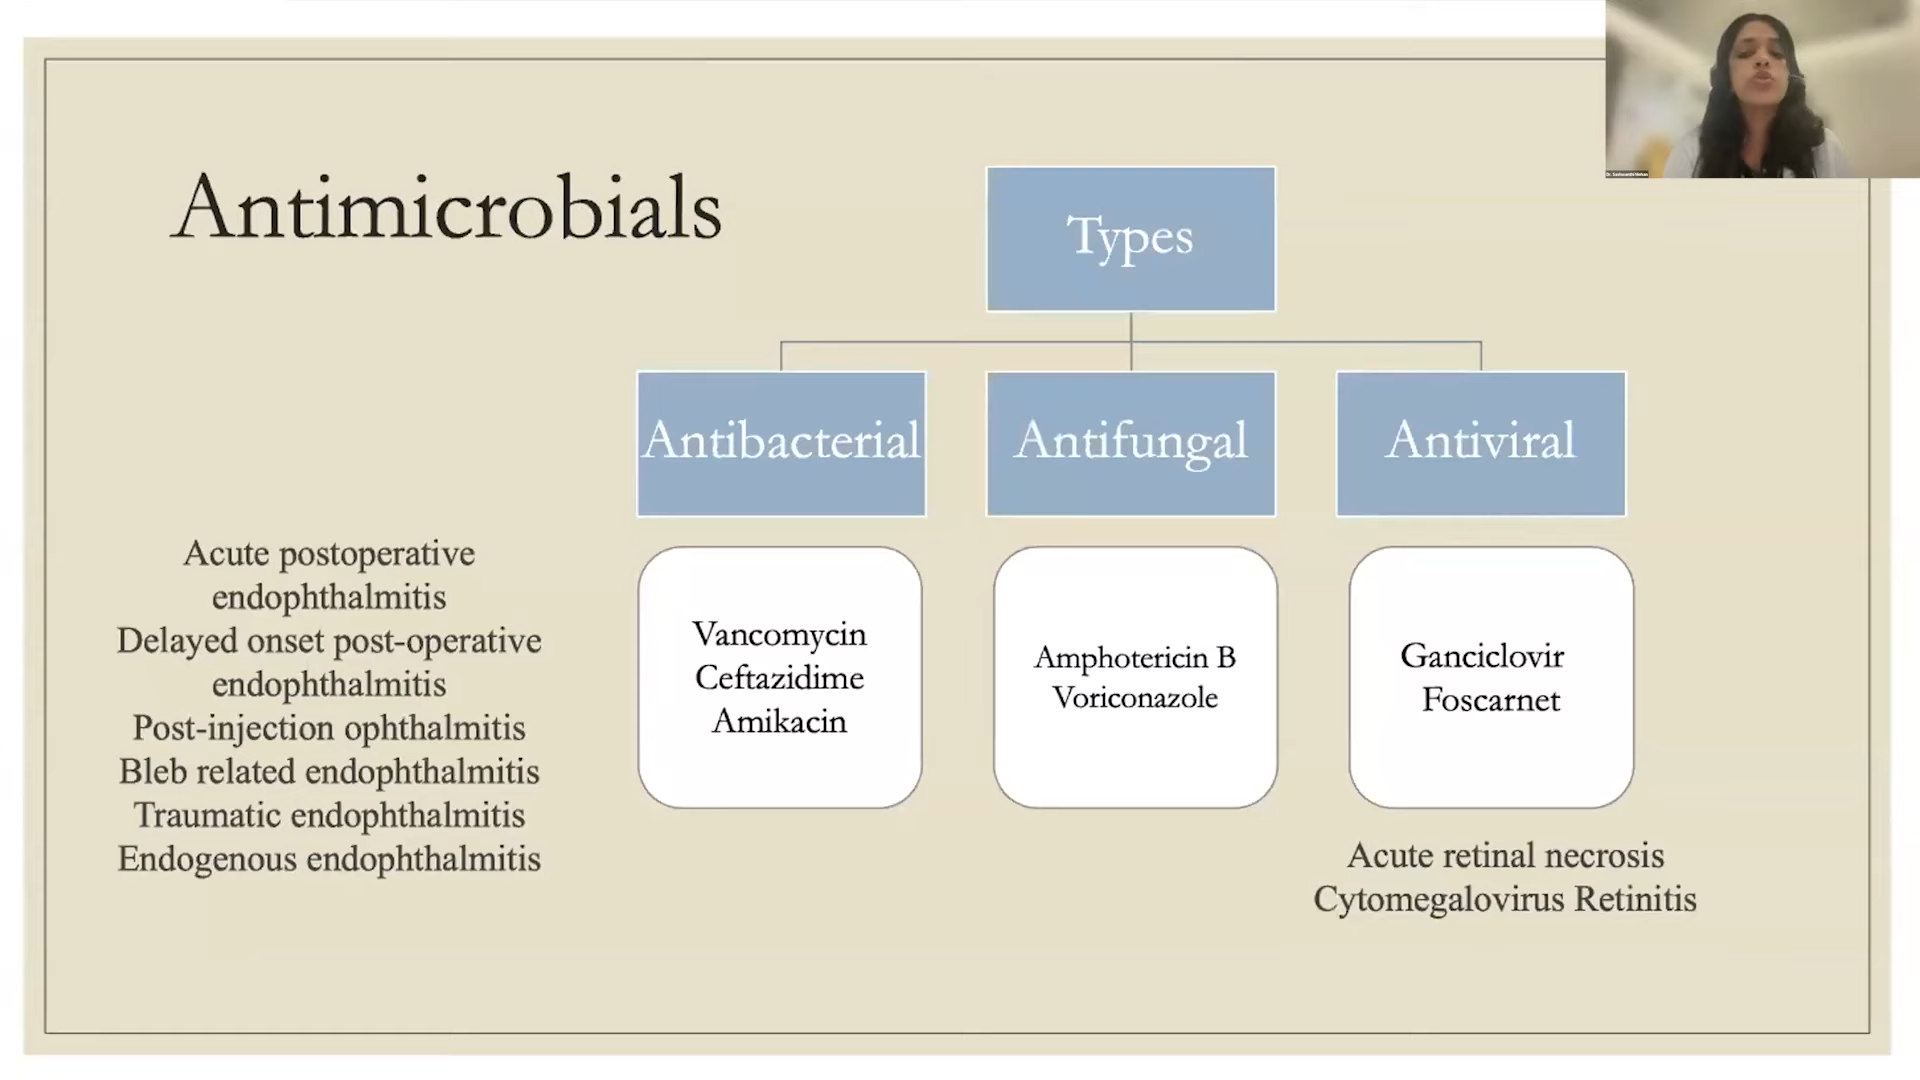 Antimicrobials
Types
Antibacterial
Antifungal
Antiviral
Acute postoperative
endophthalmitis
Delayed onset post-operative
endophthalmitis
Post-injection ophthalmitis
Bleb related endophthalmitis
Traumatic endophthalmitis
Endogenous endophthalmitis
Vancomycin
Ceftazidime
Amikacin
Amphotericin B
Voriconazole
Ganciclovir
Foscarnet
Acute retinal necrosis
Cytomegalovirus Retinitis